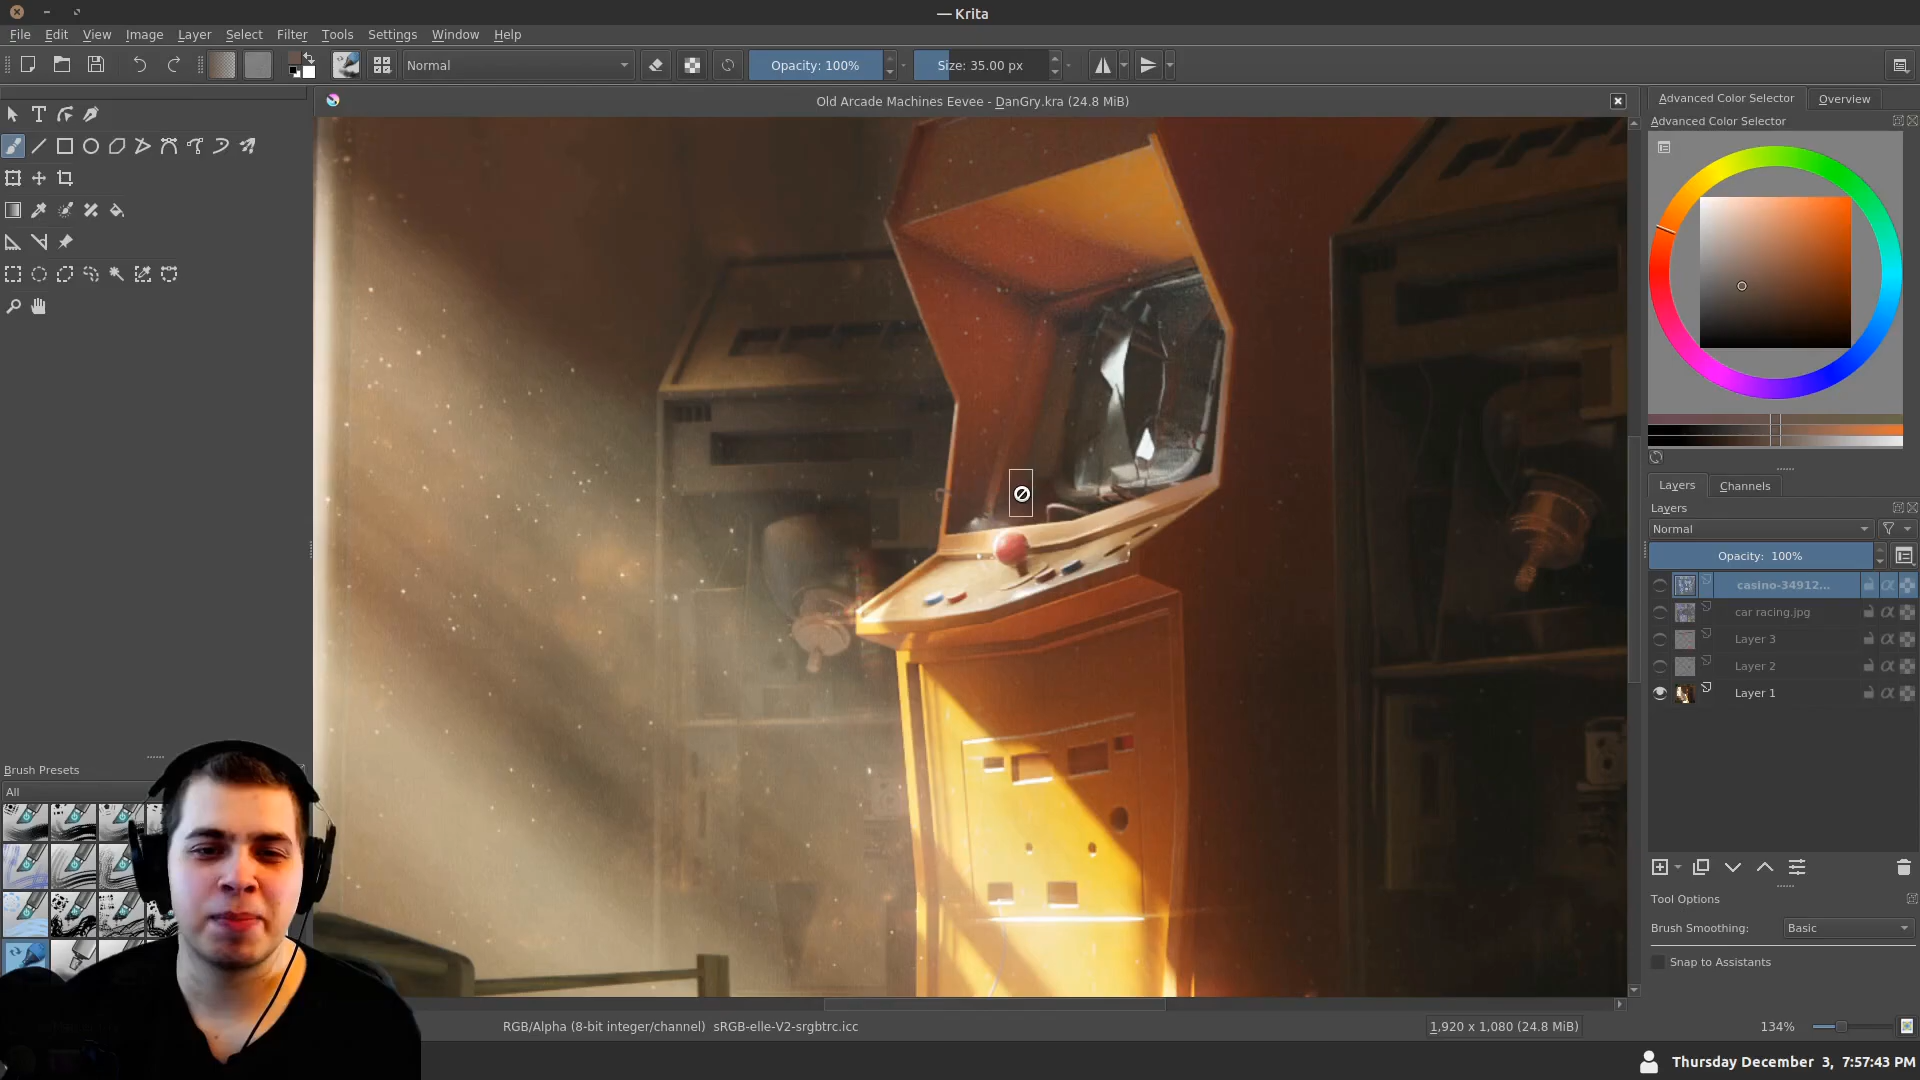 — Krita
File Edit View Image Layer Select Filter Tools Settings Window Help
Normal Opacity: 100% Size: 35.00 px
Old Arcade Machines Eevee - DanGry.kra (24.8 MiB)
Advanced Color Selector Overview
Advanced Color Selector
Layers Channels
Layers
Normal
Opacity: 100%
casino-34912...
car racing.jpg
Layer 3
Layer 2
Layer 1
Brush Presets
All
Tool Options
Brush Smoothing: Basic
Snap to Assistants
RGB/Alpha (8-bit integer/channel) sRGB-elle-V2-srgbtrc.icc 1,920 x 1,080 (24.8 MiB) 134%
Thursday December 3, 7:57:43 PM